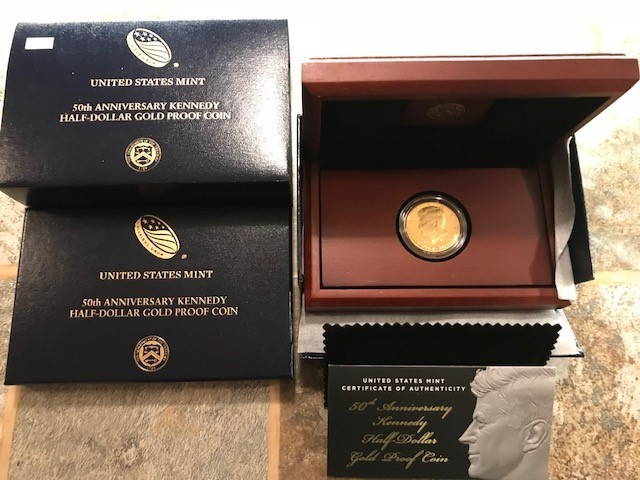 UNITED STATES MINT
50th ANNIVERSARY KENNEDY
HALF-DOLLAR GOLD PROOF COIN
UNITED STATES MINT
50th ANNIVERSARY KENNEDY
HALF-DOLLAR GOLD PROOF COIN
UNITED STATES MINT
CERTIFICATE OF AUTHENTICITY
50th Anniversary
Kennedy
Half-Dollar
Gold Proof Coin